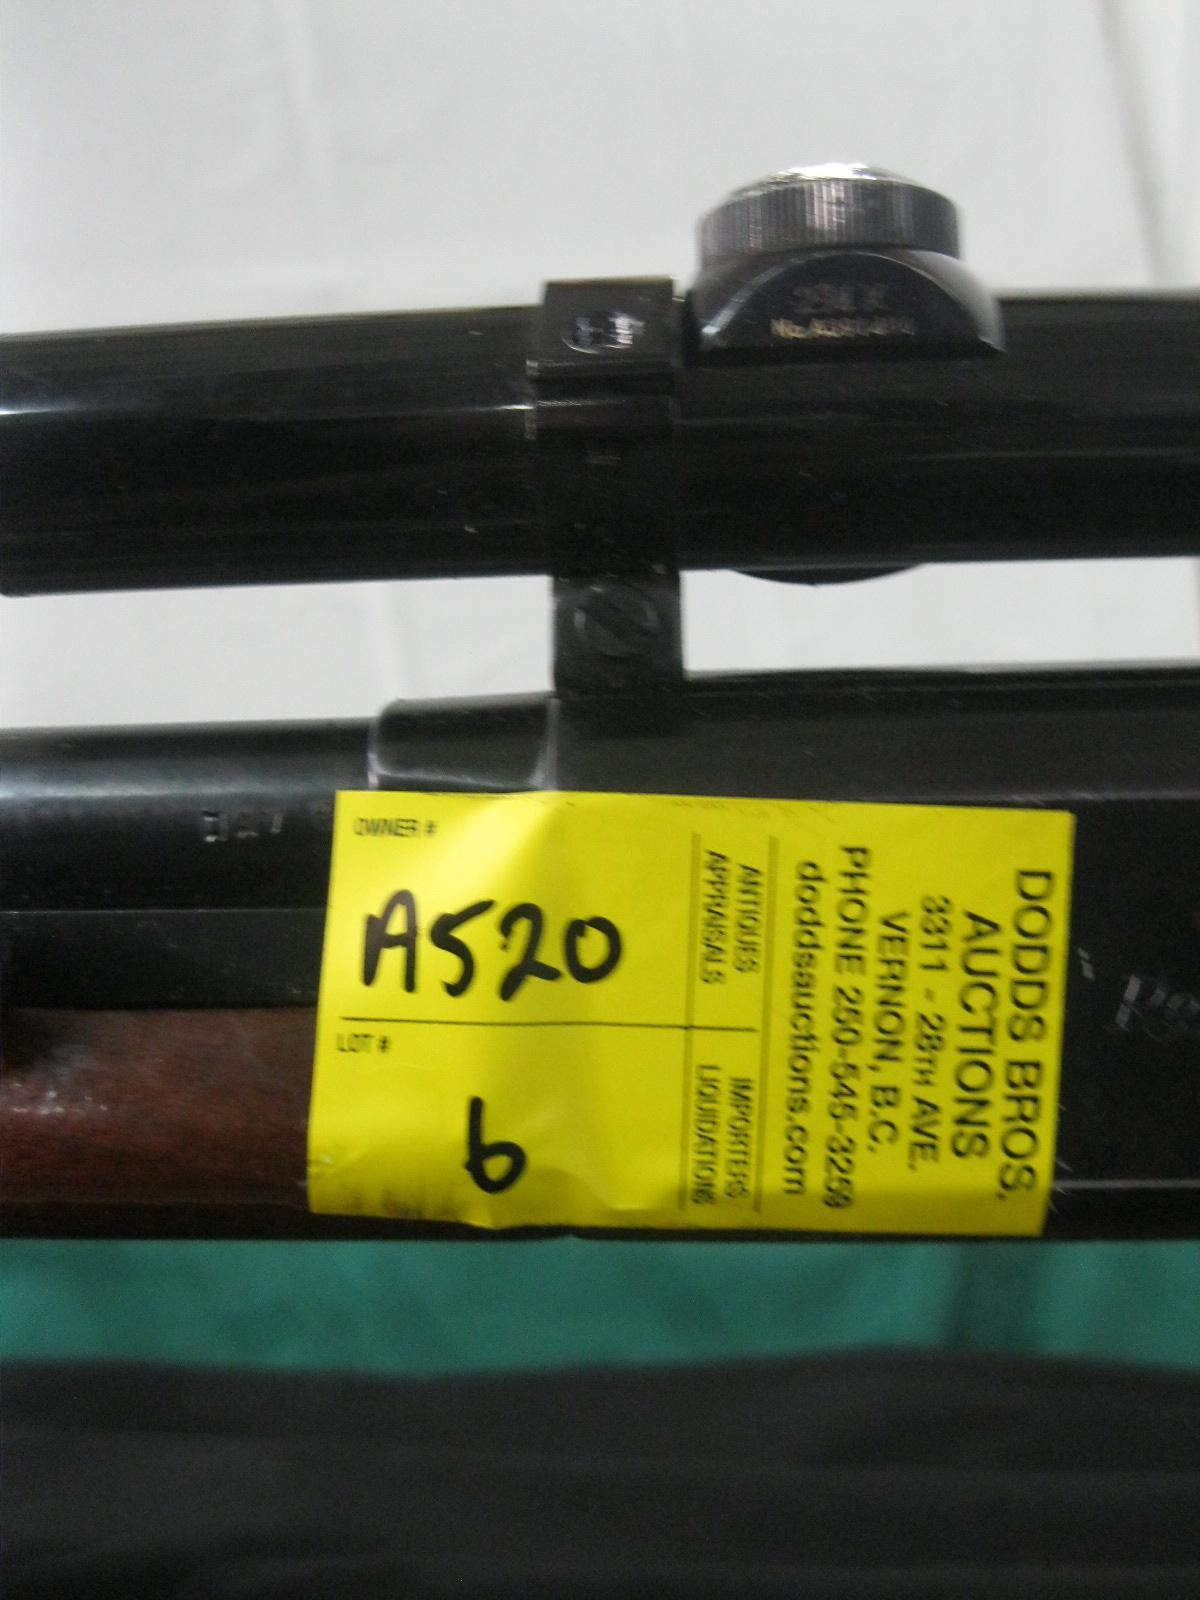 OWNER #
A520
LOT #
6
ANTIQUES
APPRAISALS
IMPORTERS
LIQUIDATIONS
DODDS BROS.
AUCTIONS
3311 - 28TH AVE.
VERNON, B.C.
PHONE 250-545-3259
doddsauctions.com